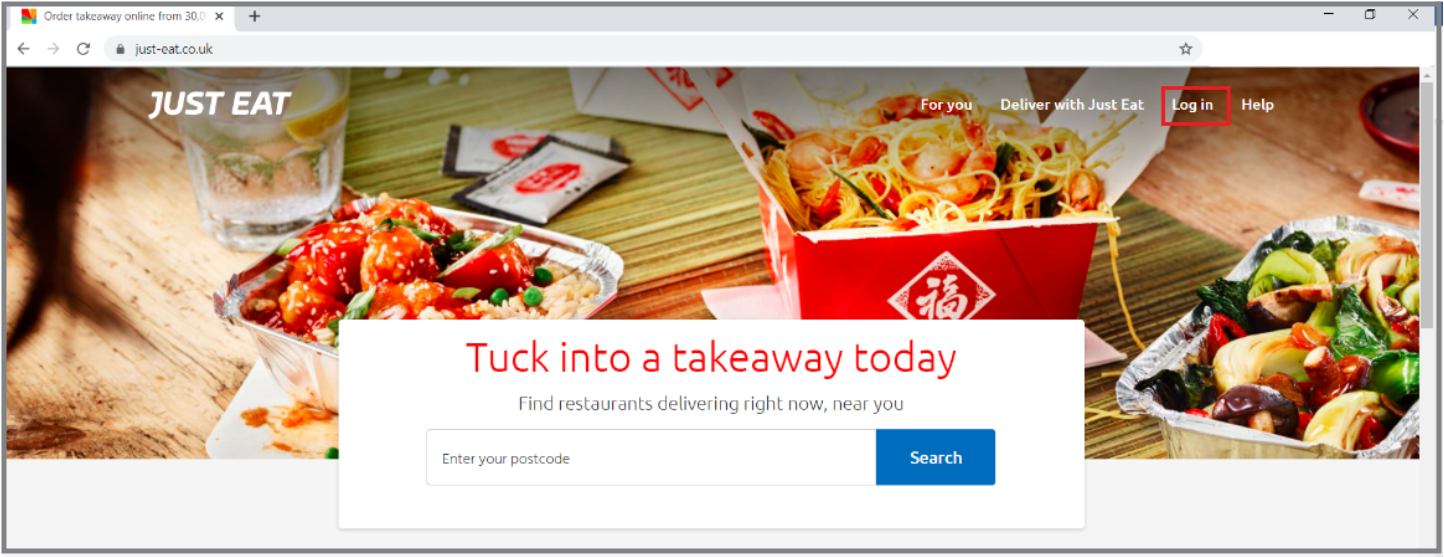 Order takeaway online from 30,0
just-eat.co.uk
JUST EAT
For you Deliver with Just Eat Log in Help
福
Tuck into a takeaway today
Find restaurants delivering right now, near you
Enter your postcode
Search